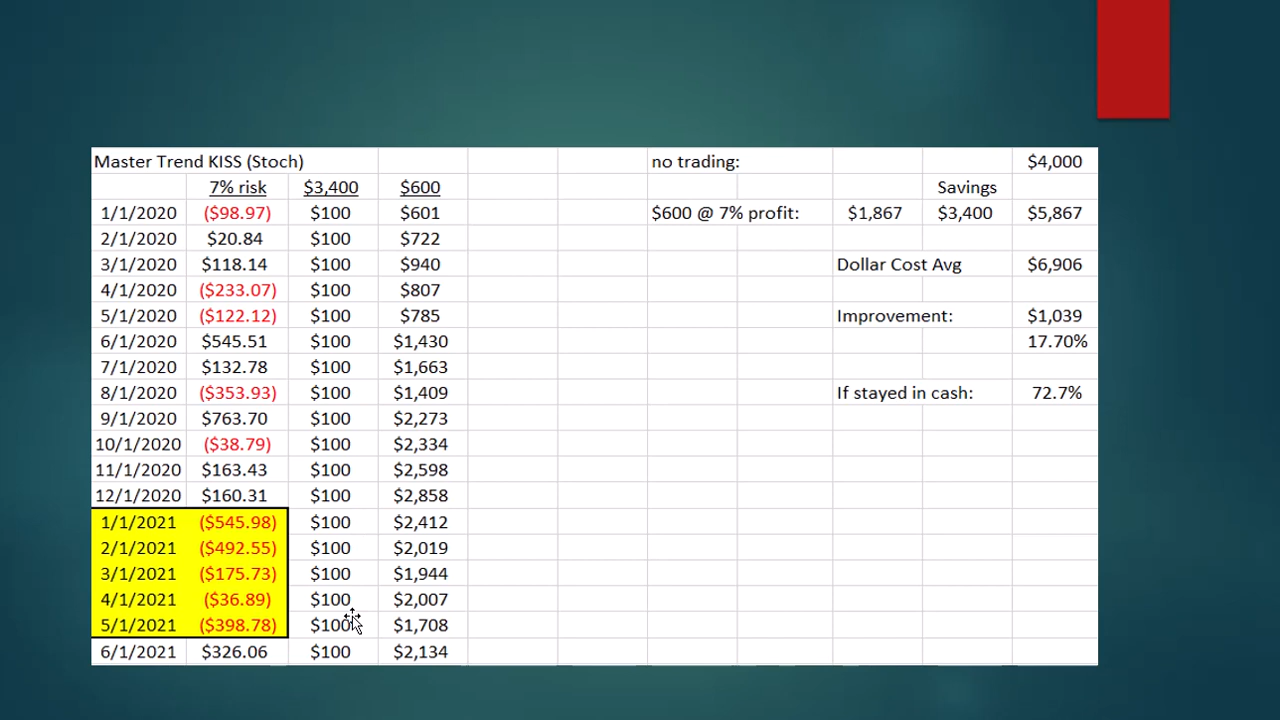 Master Trend KISS (Stoch) no trading: $4,000
7% risk $3,400 $600 Savings
1/1/2020 ($98.97) $100 $601 $600 @ 7% profit: $1,867 $3,400 $5,867
2/1/2020 $20.84 $100 $722
3/1/2020 $118.14 $100 $940 Dollar Cost Avg $6,906
4/1/2020 ($233.07) $100 $807
5/1/2020 ($122.12) $100 $785 Improvement: $1,039
6/1/2020 $545.51 $100 $1,430 17.70%
7/1/2020 $132.78 $100 $1,663
8/1/2020 ($353.93) $100 $1,409 If stayed in cash: 72.7%
9/1/2020 $763.70 $100 $2,273
10/1/2020 ($38.79) $100 $2,334
11/1/2020 $163.43 $100 $2,598
12/1/2020 $160.31 $100 $2,858
1/1/2021 ($545.98) $100 $2,412
2/1/2021 ($492.55) $100 $2,019
3/1/2021 ($175.73) $100 $1,944
4/1/2021 ($36.89) $100 $2,007
5/1/2021 ($398.78) $100 $1,708
6/1/2021 $326.06 $100 $2,134